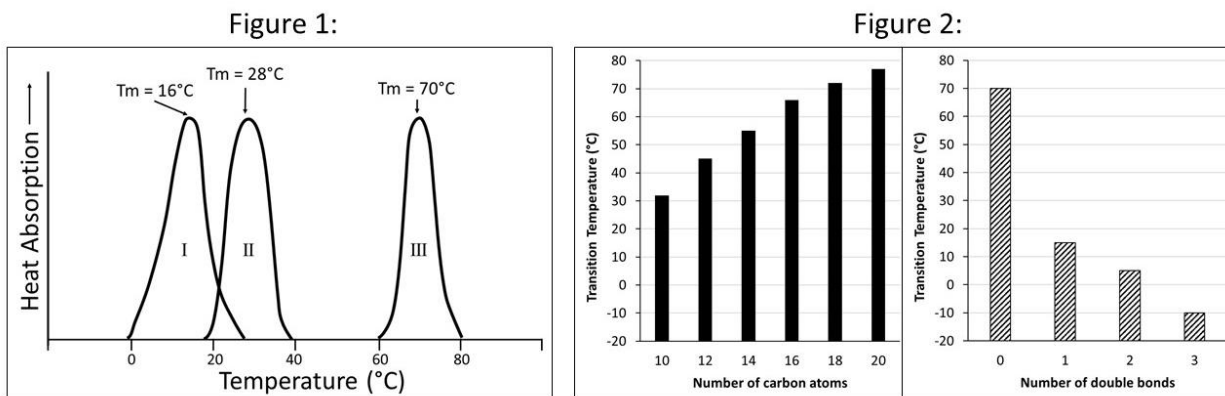 Figure 1:
Heat Absorption
Tm = 16°C
Tm = 28°C
Tm = 70°C
I
II
III
0 20 40 60 80
Temperature (°C)
Figure 2:
Transition Temperature (°C)
80
70
60
50
40
30
20
10
0
-10
-20
10 12 14 16 18 20
Number of carbon atoms
Transition Temperature (°C)
80
70
60
50
40
30
20
10
0
-10
-20
0 1 2 3
Number of double bonds